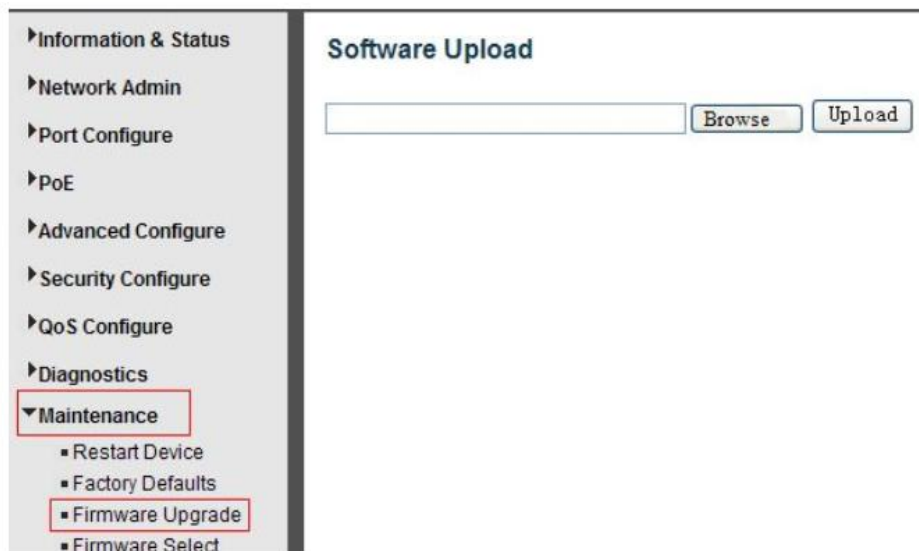 Information & Status
Network Admin
Port Configure
PoE
Advanced Configure
Security Configure
QoS Configure
Diagnostics
Maintenance
Restart Device
Factory Defaults
Firmware Upgrade
Firmware Select
Software Upload
Browse
Upload